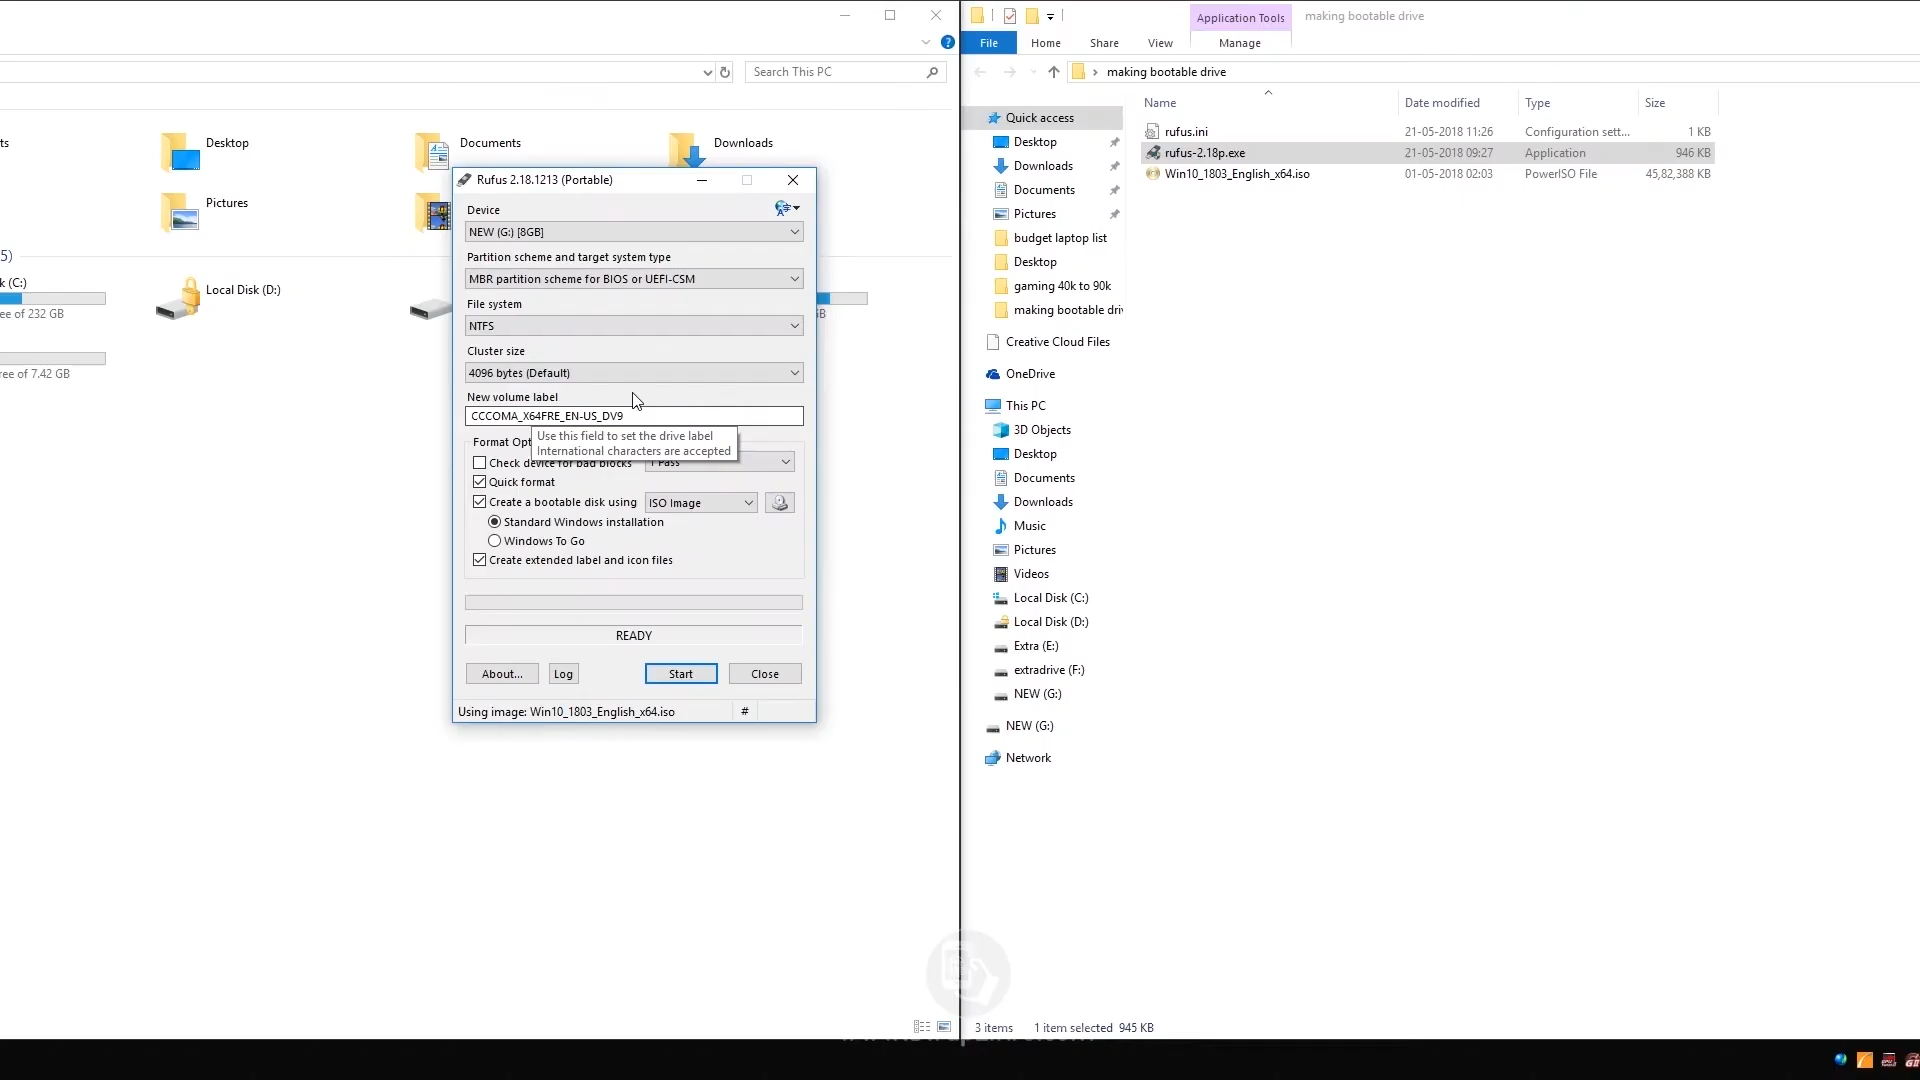 Search This PC
ts
Desktop
Documents
Downloads
Pictures
5)
k (C:)
ee of 232 GB
Local Disk (D:)
GB
ree of 7.42 GB
Rufus 2.18.1213 (Portable)
Device
NEW (G:) [8GB]
Partition scheme and target system type
MBR partition scheme for BIOS or UEFI-CSM
File system
NTFS
Cluster size
4096 bytes (Default)
New volume label
CCCOMA_X64FRE_EN-US_DV9
Use this field to set the drive label
International characters are accepted
Format Opt
Check device for bad blocks
1 Pass
Quick format
Create a bootable disk using
ISO Image
Standard Windows installation
Windows To Go
Create extended label and icon files
READY
About...
Log
Start
Close
Using image: Win10_1803_English_x64.iso
#
Application Tools
making bootable drive
File
Home
Share
View
Manage
making bootable drive
Name
Date modified
Type
Size
rufus.ini
21-05-2018 11:26
Configuration sett...
1 KB
rufus-2.18p.exe
21-05-2018 09:27
Application
946 KB
Win10_1803_English_x64.iso
01-05-2018 02:03
PowerISO File
45,82,388 KB
Quick access
Desktop
Downloads
Documents
Pictures
budget laptop list
Desktop
gaming 40k to 90k
making bootable driv
Creative Cloud Files
OneDrive
This PC
3D Objects
Desktop
Documents
Downloads
Music
Pictures
Videos
Local Disk (C:)
Local Disk (D:)
Extra (E:)
extradrive (F:)
NEW (G:)
NEW (G:)
Network
3 items
1 item selected 945 KB